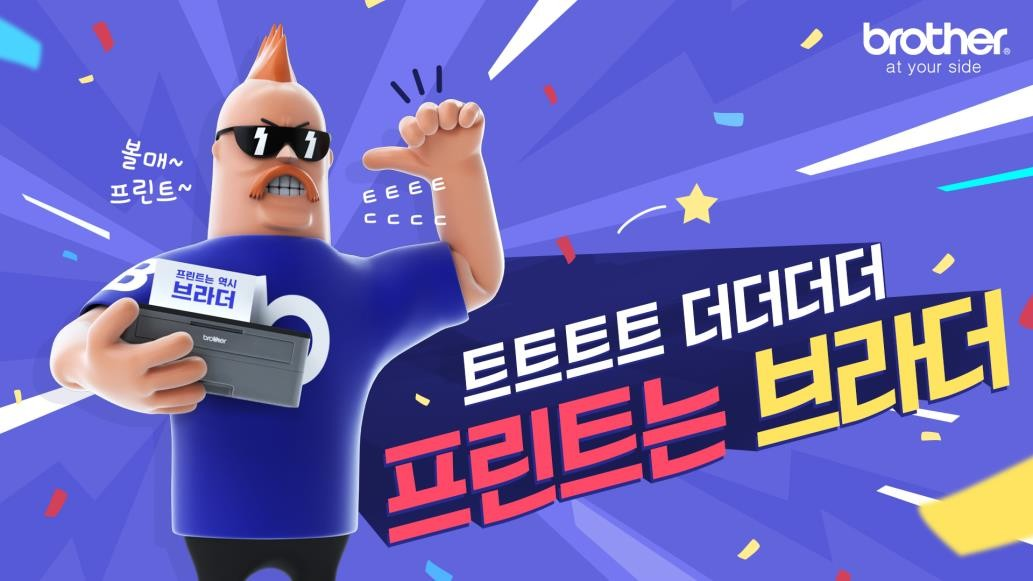 brother
at your side
볼매~
프린트~
ㅌㅌㅌㅌ
ㄷㄷㄷㄷ
B
프린트는 역시
브라더
brother
트트트트 더더더더
프린트는 브라더